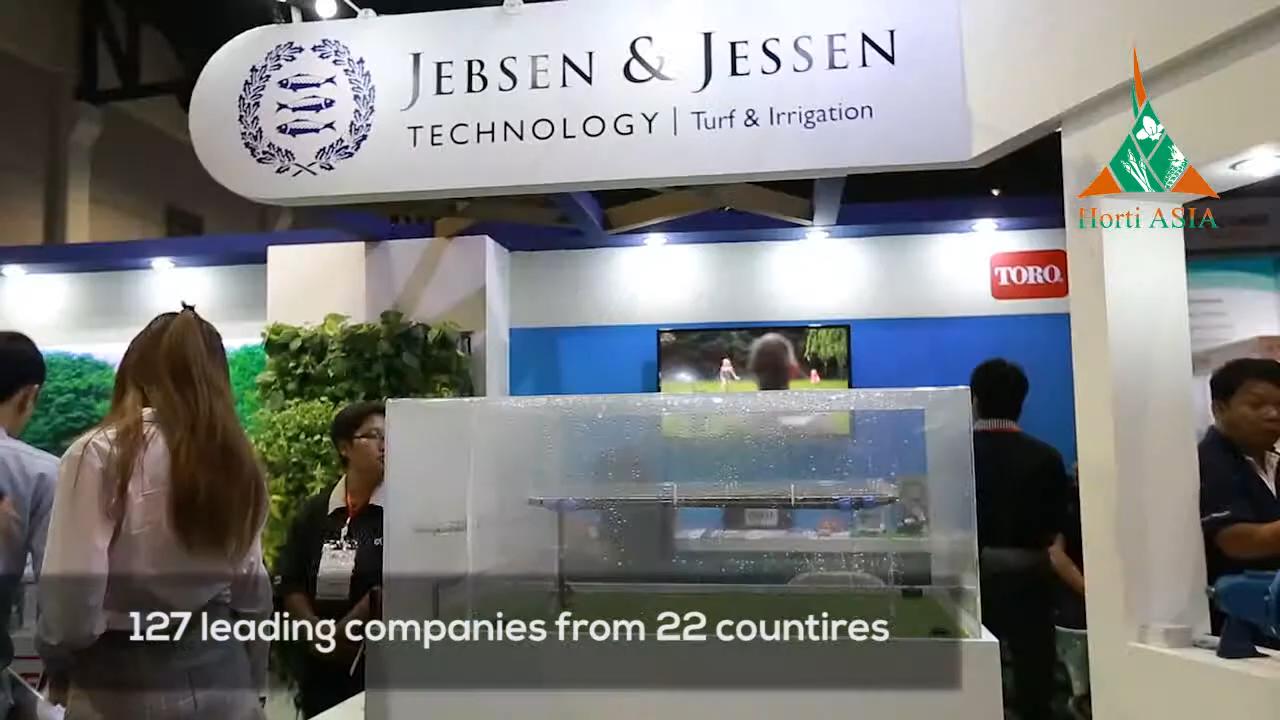 JEBSEN & JESSEN
TECHNOLOGY | Turf & Irrigation
Horti ASIA
TORO
127 leading companies from 22 countires